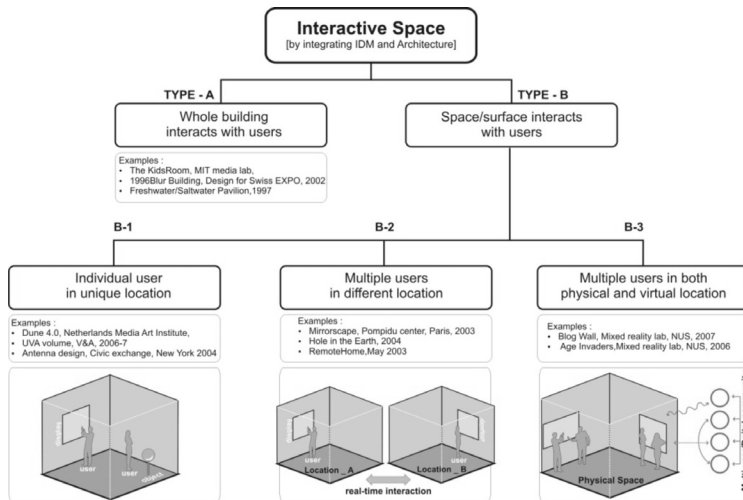 Interactive Space
[by integrating IDM and Architecture]
TYPE - A
TYPE - B
Whole building
interacts with users
Space/surface interacts
with users
Examples :
• The KidsRoom, MIT media lab,
• 1996Blur Building, Design for Swiss EXPO, 2002
• Freshwater/Saltwater Pavilion,1997
B-1
B-2
B-3
Individual user
in unique location
Multiple users
in different location
Multiple users in both
physical and virtual location
Examples :
• Dune 4.0, Netherlands Media Art Institute,
• UVA volume, V&A, 2006-7
• Antenna design, Civic exchange, New York 2004
Examples :
• Mirrorscape, Pompidu center, Paris, 2003
• Hole in the Earth, 2004
• RemoteHome,May 2003
Examples :
• Blog Wall, Mixed reality lab, NUS, 2007
• Age Invaders,Mixed reality lab, NUS, 2006
display
user
user
object
display
user
Location _ A
user
Location _ B
real-time interaction
Physical Space